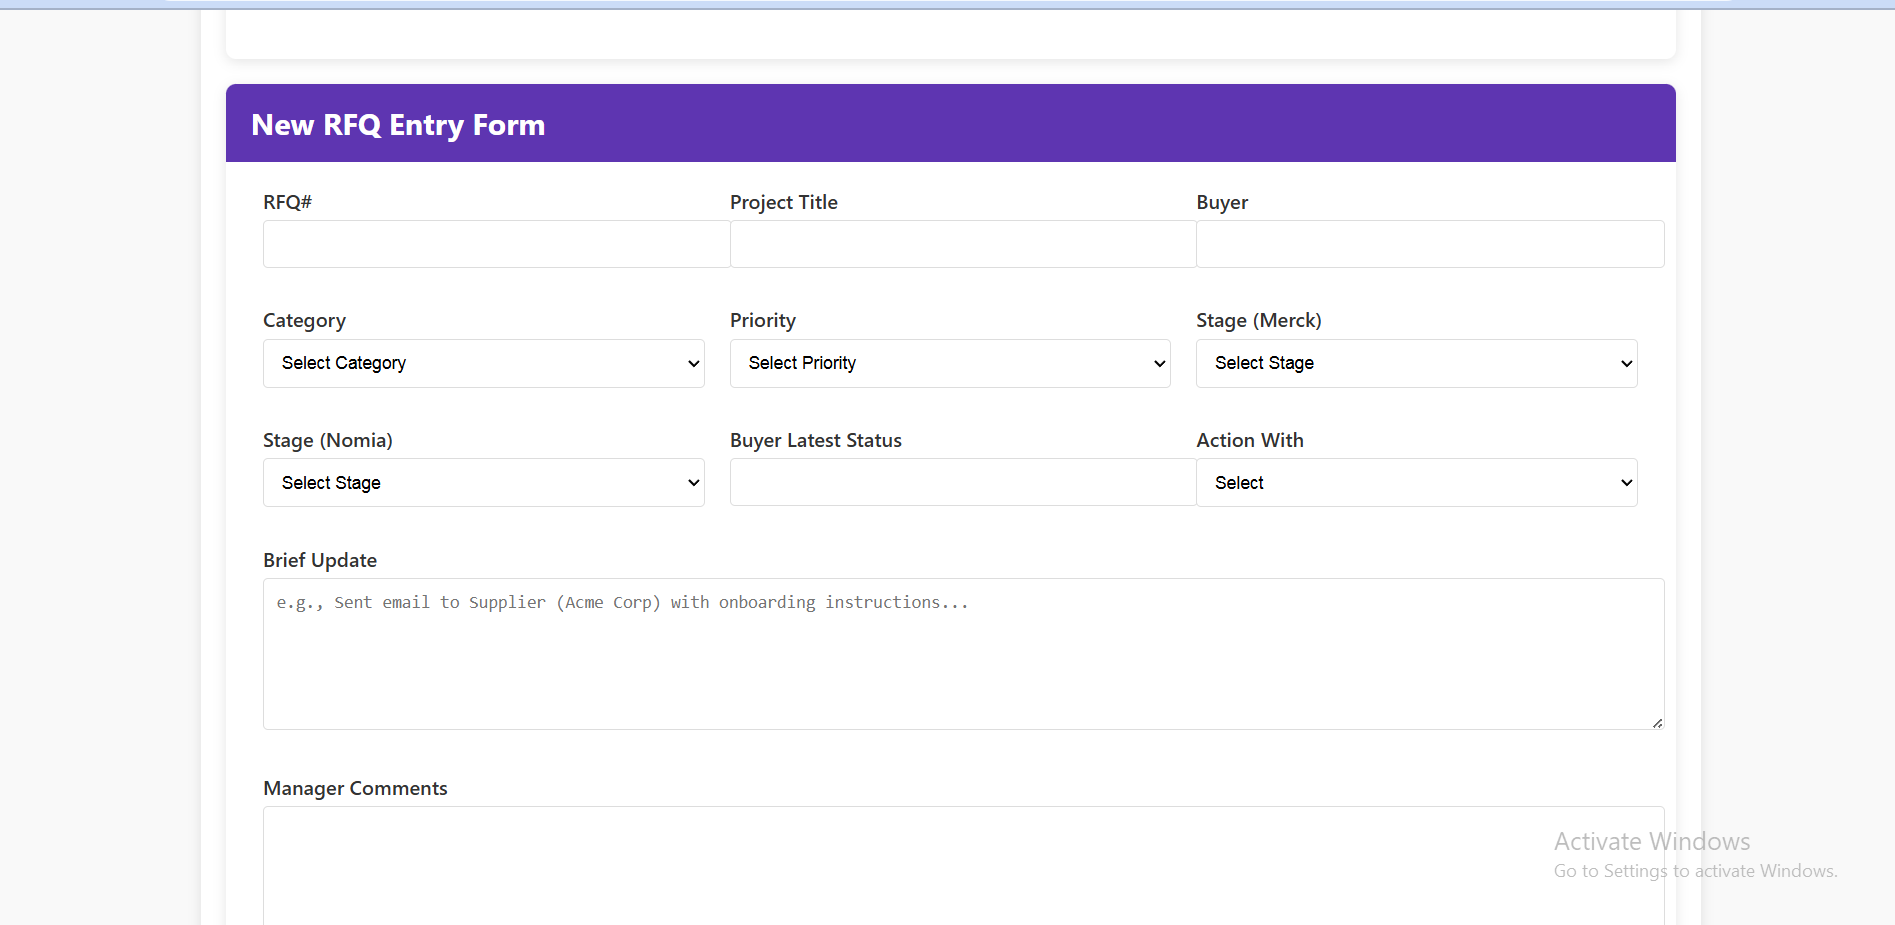 New RFQ Entry Form
RFQ# Project Title Buyer
Category Priority Stage (Merck)
Select Category Select Priority Select Stage
Stage (Nomia) Buyer Latest Status Action With
Select Stage Select
Brief Update
e.g., Sent email to Supplier (Acme Corp) with onboarding instructions...
Manager Comments
Activate Windows
Go to Settings to activate Windows.